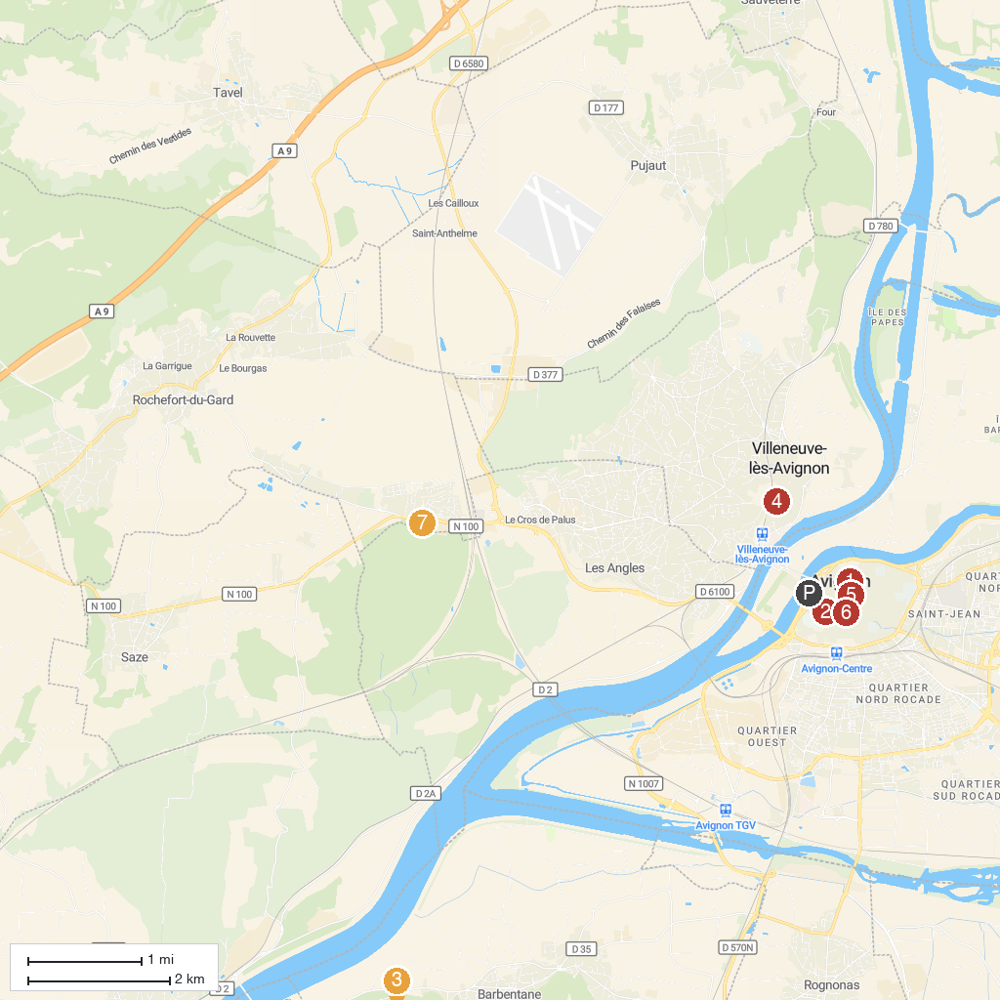 Sauveterre
D 6580
Tavel
D 177
Four
Chemin des Vestides
A 9
Pujaut
Les Cailloux
Saint-Anthelme
D 780
A 9
ÎLE DES
PAPES
Chemin des Falaises
La Rouvette
La Garrigue
Le Bourgas
D 377
Rochefort-du-Gard
Villeneuve-
lès-Avignon
4
7
N 100
Le Cros de Palus
Villeneuve-
lès-Avignon
Les Angles
D 6100
N 100
N 100
1
P
5
2
6
SAINT-JEAN
Saze
Avignon-Centre
D 2
QUARTIER
NORD ROCADE
QUARTIER
OUEST
N 1007
D 2A
QUARTIER
SUD ROCADE
Avignon TGV
D 35
D 570N
1 mi
2 km
D 2
3
Barbentane
Rognonas